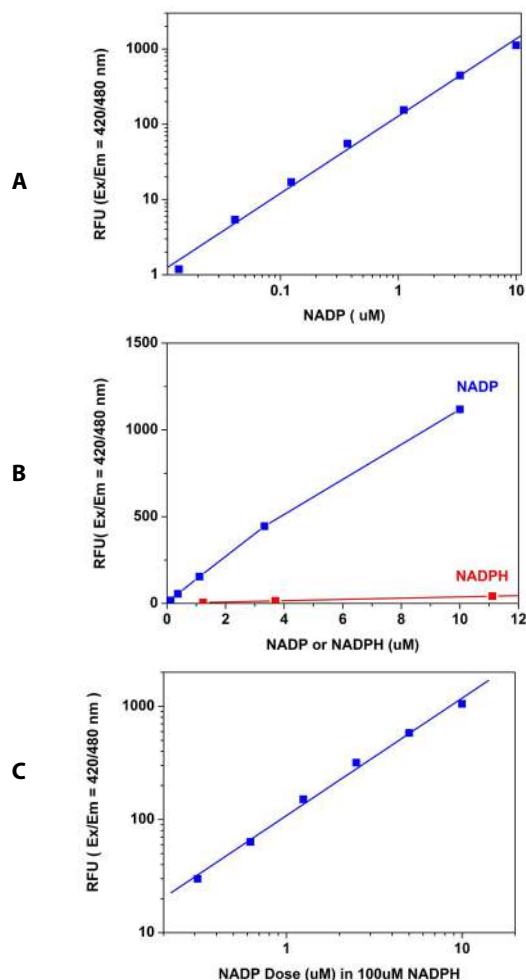 A
RFU (Ex/Em = 420/480 nm)
1000
100
10
1
0.1
1
10
NADP ( uM)
B
RFU( Ex/Em = 420/480 nm)
1500
1000
500
0
NADP
NADPH
0
2
4
6
8
10
12
NADP or NADPH (uM)
C
RFU ( Ex/Em = 420/480 nm )
1000
100
10
1
10
NADP Dose (uM) in 100uM NADPH